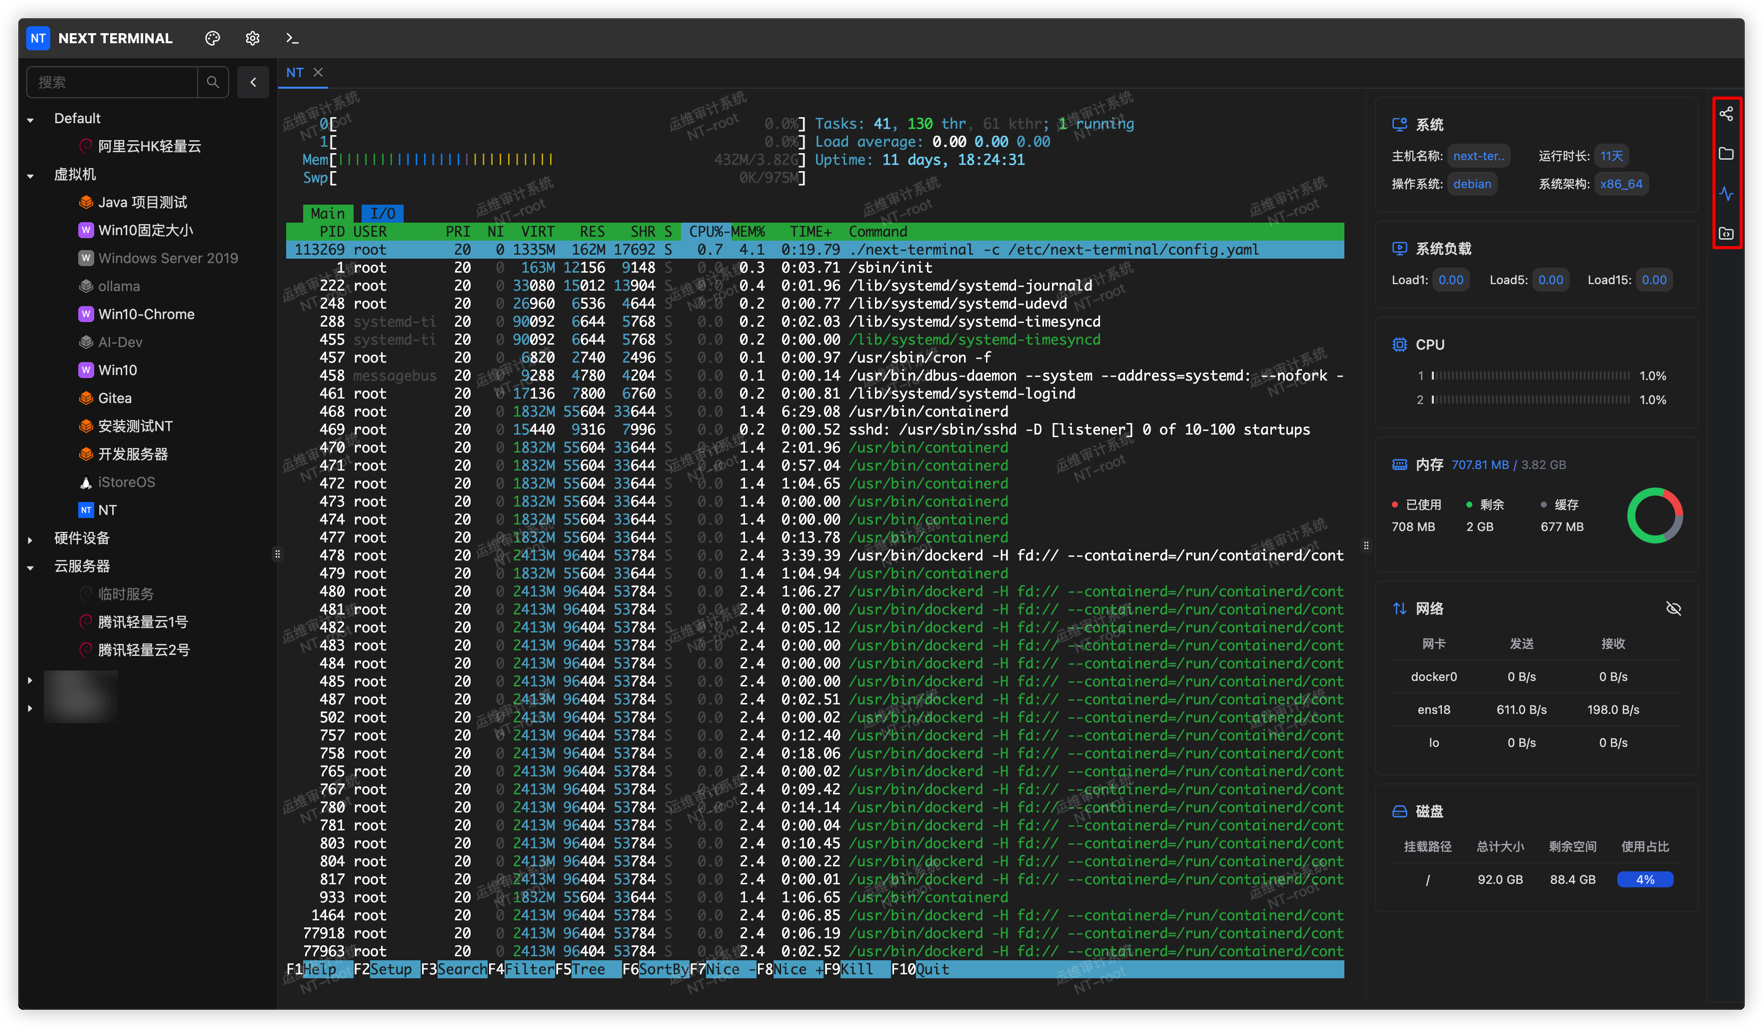 NT NEXT TERMINAL
搜索
Default
阿里云HK轻量云
虚拟机
Java 项目测试
Win10固定大小
Windows Server 2019
ollama
Win10-Chrome
AI-Dev
Win10
Gitea
安装测试NT
开发服务器
iStoreOS
NT NT
硬件设备
云服务器
临时服务
腾讯轻量云1号
腾讯轻量云2号
NT
运维审计系统
NT-root
0[ 0.0%] Tasks: 41, 130 thr, 61 kthr; 1 running
1[ 0.0%] Load average: 0.00 0.00 0.00
Mem[||||||||||||||||||||||||||| 432M/3.82G] Uptime: 11 days, 18:24:31
Swp[ 0K/975M]
Main I/O
PID USER PRI NI VIRT RES SHR S CPU%-MEM% TIME+ Command
113269 root 20 0 1335M 162M 17692 S 0.7 4.1 0:19.79 ./next-terminal -c /etc/next-terminal/config.yaml
1 root 20 0 163M 12156 9148 S 0.0 0.3 0:03.71 /sbin/init
222 root 20 0 33080 15012 13904 S 0.0 0.4 0:01.96 /lib/systemd/systemd-journald
248 root 20 0 26960 6536 4644 S 0.0 0.2 0:00.77 /lib/systemd/systemd-udevd
288 systemd-ti 20 0 90092 6644 5768 S 0.0 0.2 0:02.03 /lib/systemd/systemd-timesyncd
455 systemd-ti 20 0 90092 6644 5768 S 0.0 0.2 0:00.00 /lib/systemd/systemd-timesyncd
457 root 20 0 6820 2740 2496 S 0.0 0.1 0:00.97 /usr/sbin/cron -f
458 messagebus 20 0 9288 4780 4204 S 0.0 0.1 0:00.14 /usr/bin/dbus-daemon --system --address=systemd: --nofork -
461 root 20 0 17136 7800 6760 S 0.0 0.2 0:00.81 /lib/systemd/systemd-logind
468 root 20 0 1832M 55604 33644 S 0.0 1.4 6:29.08 /usr/bin/containerd
469 root 20 0 15440 9316 7996 S 0.0 0.2 0:00.52 sshd: /usr/sbin/sshd -D [listener] 0 of 10-100 startups
470 root 20 0 1832M 55604 33644 S 0.0 1.4 2:01.96 /usr/bin/containerd
471 root 20 0 1832M 55604 33644 S 0.0 1.4 0:57.04 /usr/bin/containerd
472 root 20 0 1832M 55604 33644 S 0.0 1.4 1:04.65 /usr/bin/containerd
473 root 20 0 1832M 55604 33644 S 0.0 1.4 0:00.00 /usr/bin/containerd
474 root 20 0 1832M 55604 33644 S 0.0 1.4 0:00.00 /usr/bin/containerd
477 root 20 0 1832M 55604 33644 S 0.0 1.4 0:13.78 /usr/bin/containerd
478 root 20 0 2413M 96404 53784 S 0.0 2.4 3:39.39 /usr/bin/dockerd -H fd:// --containerd=/run/containerd/cont
479 root 20 0 1832M 55604 33644 S 0.0 1.4 1:04.94 /usr/bin/containerd
480 root 20 0 2413M 96404 53784 S 0.0 2.4 1:06.27 /usr/bin/dockerd -H fd:// --containerd=/run/containerd/cont
481 root 20 0 2413M 96404 53784 S 0.0 2.4 0:00.00 /usr/bin/dockerd -H fd:// --containerd=/run/containerd/cont
482 root 20 0 2413M 96404 53784 S 0.0 2.4 0:05.12 /usr/bin/dockerd -H fd:// --containerd=/run/containerd/cont
483 root 20 0 2413M 96404 53784 S 0.0 2.4 0:00.00 /usr/bin/dockerd -H fd:// --containerd=/run/containerd/cont
484 root 20 0 2413M 96404 53784 S 0.0 2.4 0:00.00 /usr/bin/dockerd -H fd:// --containerd=/run/containerd/cont
485 root 20 0 2413M 96404 53784 S 0.0 2.4 0:00.00 /usr/bin/dockerd -H fd:// --containerd=/run/containerd/cont
487 root 20 0 2413M 96404 53784 S 0.0 2.4 0:02.51 /usr/bin/dockerd -H fd:// --containerd=/run/containerd/cont
502 root 20 0 2413M 96404 53784 S 0.0 2.4 0:00.02 /usr/bin/dockerd -H fd:// --containerd=/run/containerd/cont
757 root 20 0 2413M 96404 53784 S 0.0 2.4 0:12.40 /usr/bin/dockerd -H fd:// --containerd=/run/containerd/cont
758 root 20 0 2413M 96404 53784 S 0.0 2.4 0:18.06 /usr/bin/dockerd -H fd:// --containerd=/run/containerd/cont
765 root 20 0 2413M 96404 53784 S 0.0 2.4 0:00.02 /usr/bin/dockerd -H fd:// --containerd=/run/containerd/cont
767 root 20 0 2413M 96404 53784 S 0.0 2.4 0:09.42 /usr/bin/dockerd -H fd:// --containerd=/run/containerd/cont
780 root 20 0 2413M 96404 53784 S 0.0 2.4 0:14.14 /usr/bin/dockerd -H fd:// --containerd=/run/containerd/cont
781 root 20 0 2413M 96404 53784 S 0.0 2.4 0:00.04 /usr/bin/dockerd -H fd:// --containerd=/run/containerd/cont
803 root 20 0 2413M 96404 53784 S 0.0 2.4 0:10.45 /usr/bin/dockerd -H fd:// --containerd=/run/containerd/cont
804 root 20 0 2413M 96404 53784 S 0.0 2.4 0:00.22 /usr/bin/dockerd -H fd:// --containerd=/run/containerd/cont
817 root 20 0 2413M 96404 53784 S 0.0 2.4 0:00.01 /usr/bin/dockerd -H fd:// --containerd=/run/containerd/cont
933 root 20 0 1832M 55604 33644 S 0.0 1.4 1:06.65 /usr/bin/containerd
1464 root 20 0 2413M 96404 53784 S 0.0 2.4 0:06.85 /usr/bin/dockerd -H fd:// --containerd=/run/containerd/cont
77918 root 20 0 2413M 96404 53784 S 0.0 2.4 0:06.19 /usr/bin/dockerd -H fd:// --containerd=/run/containerd/cont
77963 root 20 0 2413M 96404 53784 S 0.0 2.4 0:02.52 /usr/bin/dockerd -H fd:// --containerd=/run/containerd/cont
F1Help F2Setup F3SearchF4FilterF5Tree F6SortByF7Nice -F8Nice +F9Kill F10Quit
系统
主机名称: next-ter.. 运行时长: 11天
操作系统: debian 系统架构: x86_64
系统负载
Load1: 0.00 Load5: 0.00 Load15: 0.00
CPU
1 1.0%
2 1.0%
内存 707.81 MB / 3.82 GB
已使用 剩余 缓存
708 MB 2 GB 677 MB
网络
网卡 发送 接收
docker0 0 B/s 0 B/s
ens18 611.0 B/s 198.0 B/s
lo 0 B/s 0 B/s
磁盘
挂载路径 总计大小 剩余空间 使用占比
/ 92.0 GB 88.4 GB 4%